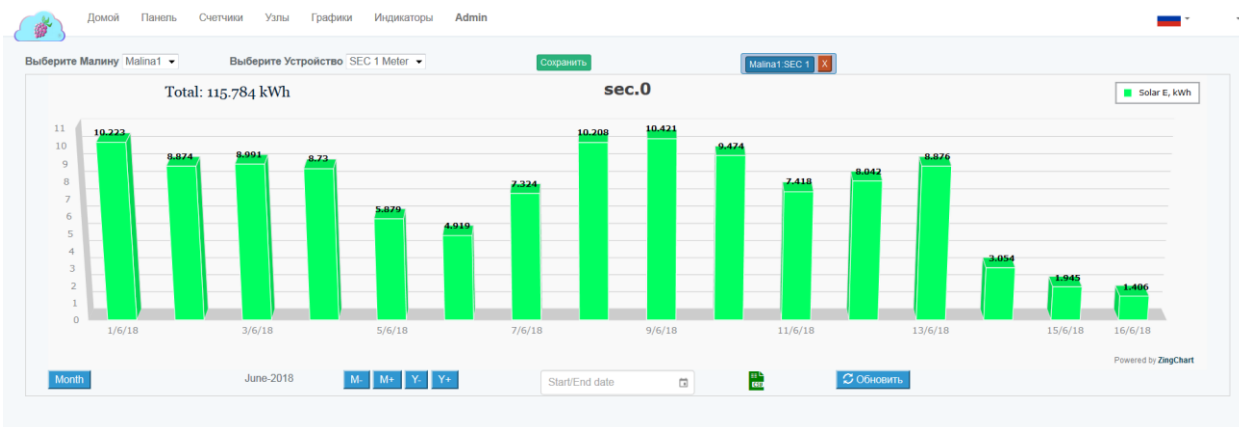 Домой Панель Счетчики Узлы Графики Индикаторы Admin
Выберите Малину Malina1 Выберите Устройство SEC 1 Meter Сохранить Malina1:SEC 1 X
Total: 115.784 kWh sec.0 Solar E, kWh
11
10
9
8
7
6
5
4
3
2
1
0
10.223 8.874 8.991 8.73 5.879 4.919 7.324 10.208 10.421 9.474 7.418 8.042 8.876 3.054 1.945 1.406
1/6/18 3/6/18 5/6/18 7/6/18 9/6/18 11/6/18 13/6/18 15/6/18 16/6/18
Powered by ZingChart
Month June-2018 M- M+ Y- Y+ Start/End date Обновить